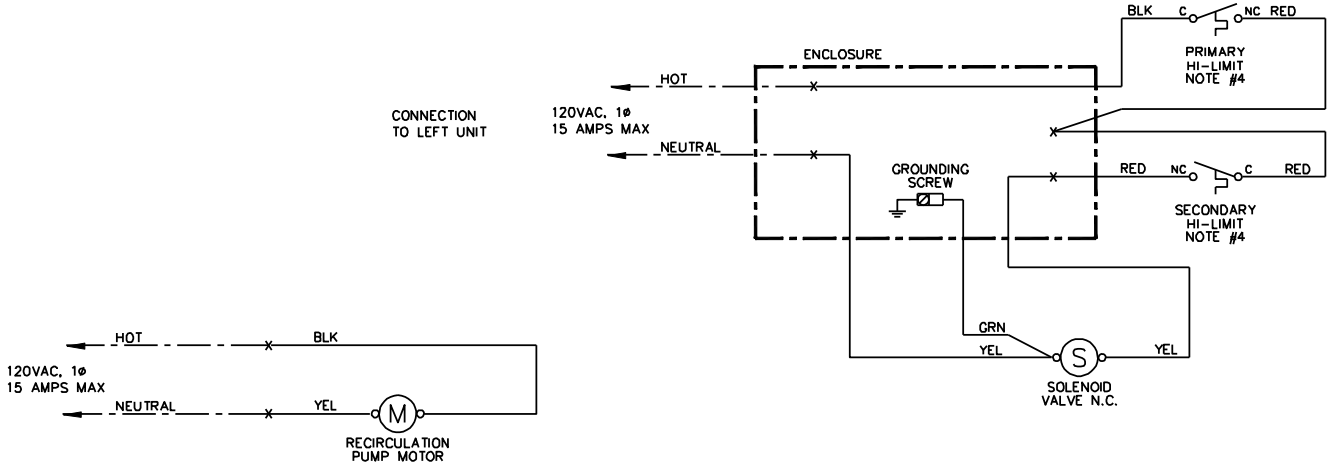 BLK C NC RED
PRIMARY
HI-LIMIT
NOTE #4
ENCLOSURE
HOT
CONNECTION
TO LEFT UNIT
120VAC, 1ø
15 AMPS MAX
NEUTRAL
GROUNDING
SCREW
RED NC C RED
SECONDARY
HI-LIMIT
NOTE #4
GRN
YEL S YEL
SOLENOID
VALVE N.C.
HOT BLK
120VAC, 1ø
15 AMPS MAX
NEUTRAL YEL M
RECIRCULATION
PUMP MOTOR